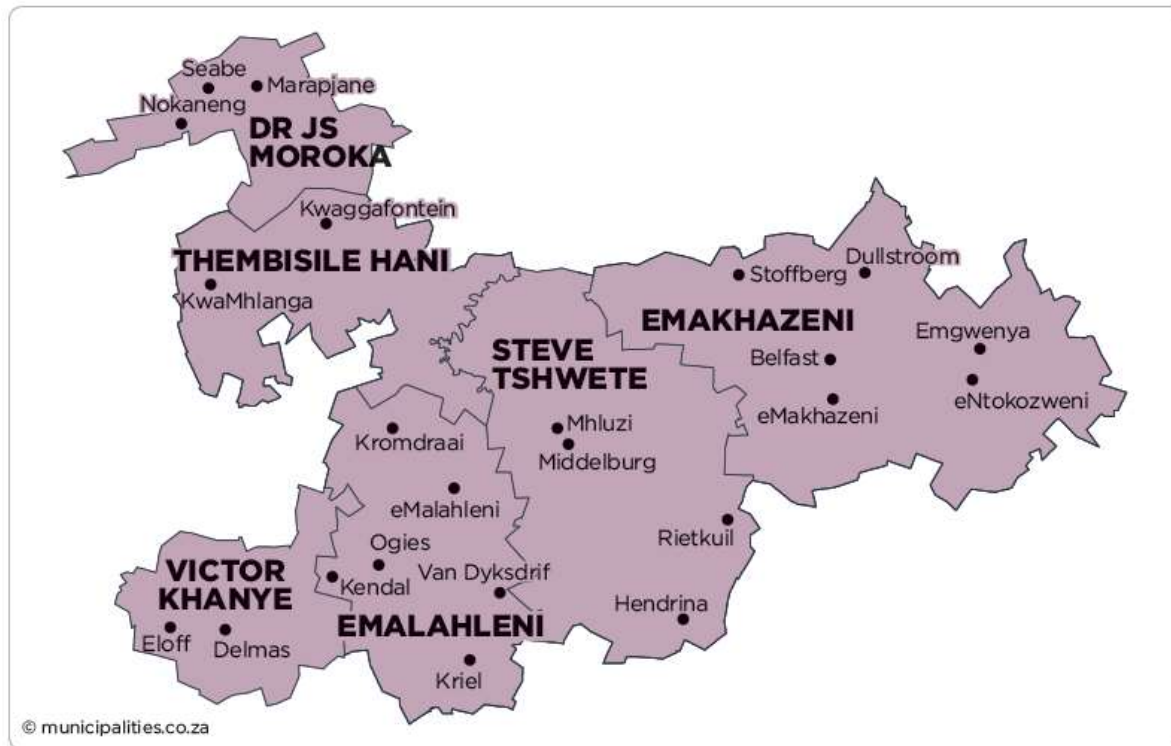 Seabe
Marapjane
Nokaneng
DR JS
MOROKA
Kwaggafontein
THEMBISILE HANI
KwaMhlanga
Dullstroom
Stoffberg
EMAKHAZENI
Emgwenya
Belfast
eNtokozweni
eMakhazeni
STEVE
TSHWETE
Mhluzi
Middelburg
Kromdraai
eMalahleni
Rietkuil
Ogies
Van Dyksdrif
Kendal
VICTOR
KHANYE
Hendrina
EMALAHLENI
Eloff
Delmas
Kriel
© municipalities.co.za